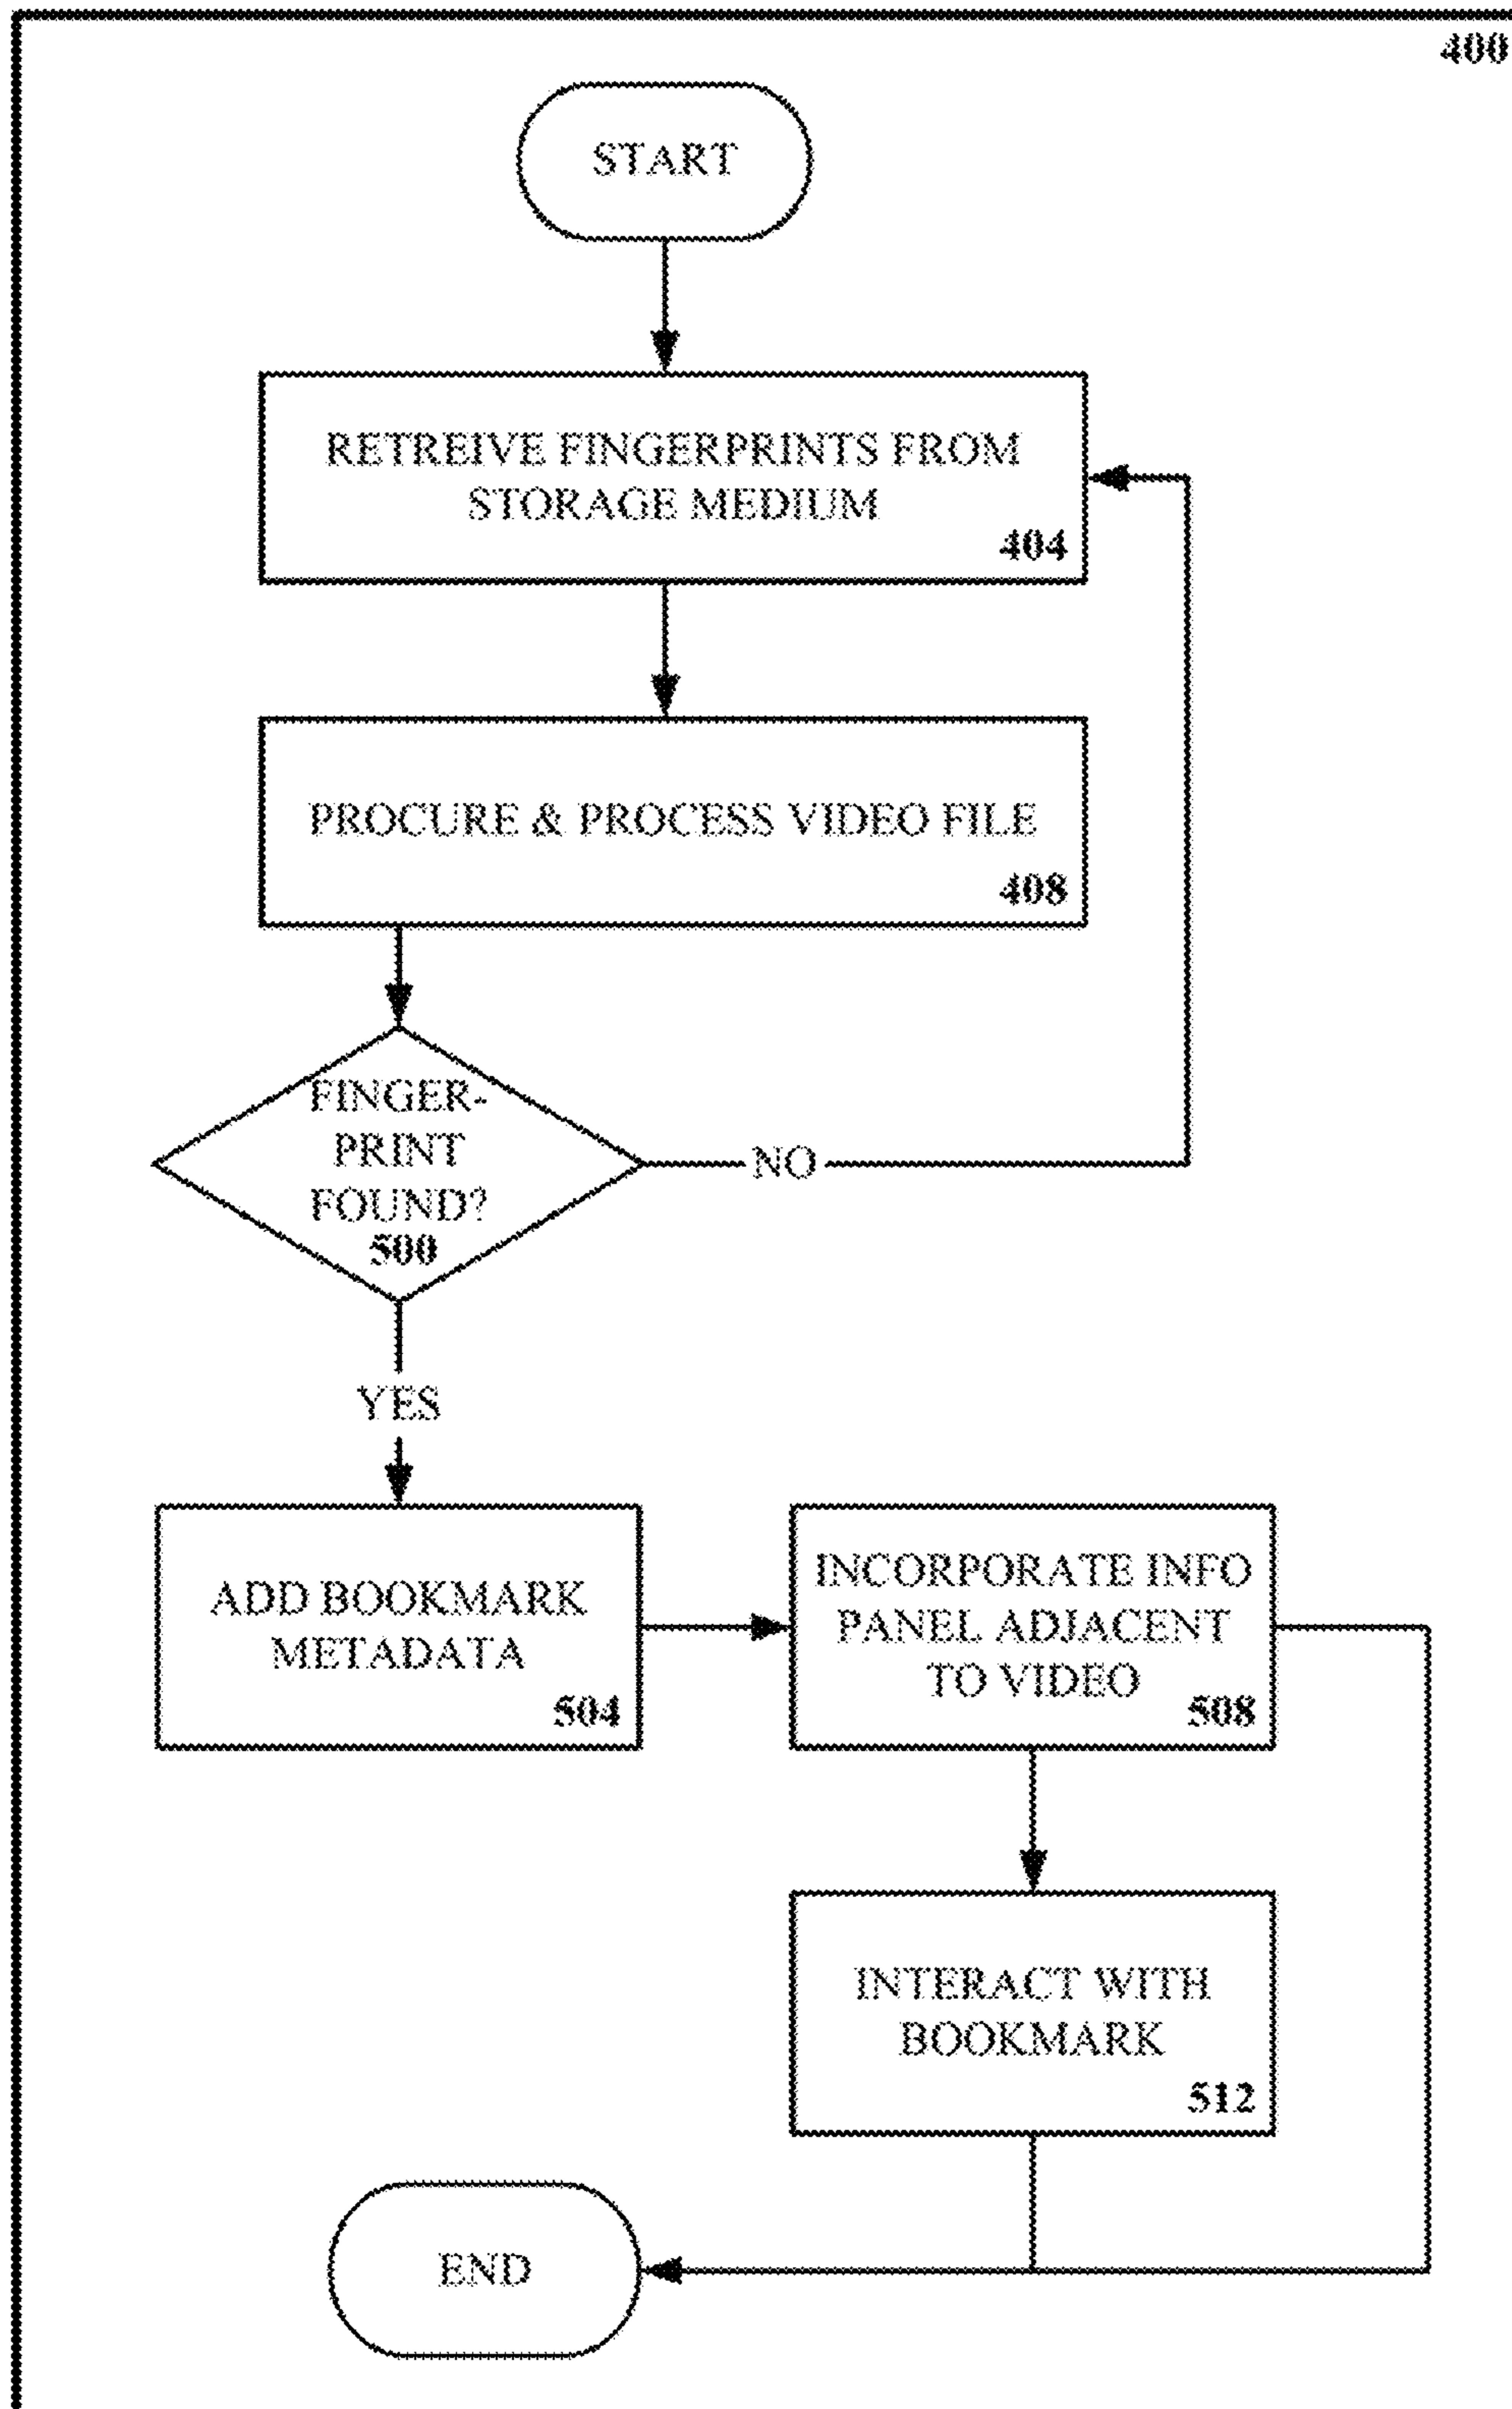 400
START
RETREIVE FINGERPRINTS FROM
STORAGE MEDIUM
404
PROCURE & PROCESS VIDEO FILE
408
FINGER-
PRINT
FOUND?
500
NO
YES
ADD BOOKMARK
METADATA
504
INCORPORATE INFO
PANEL ADJACENT
TO VIDEO
508
INTERACT WITH
BOOKMARK
512
END